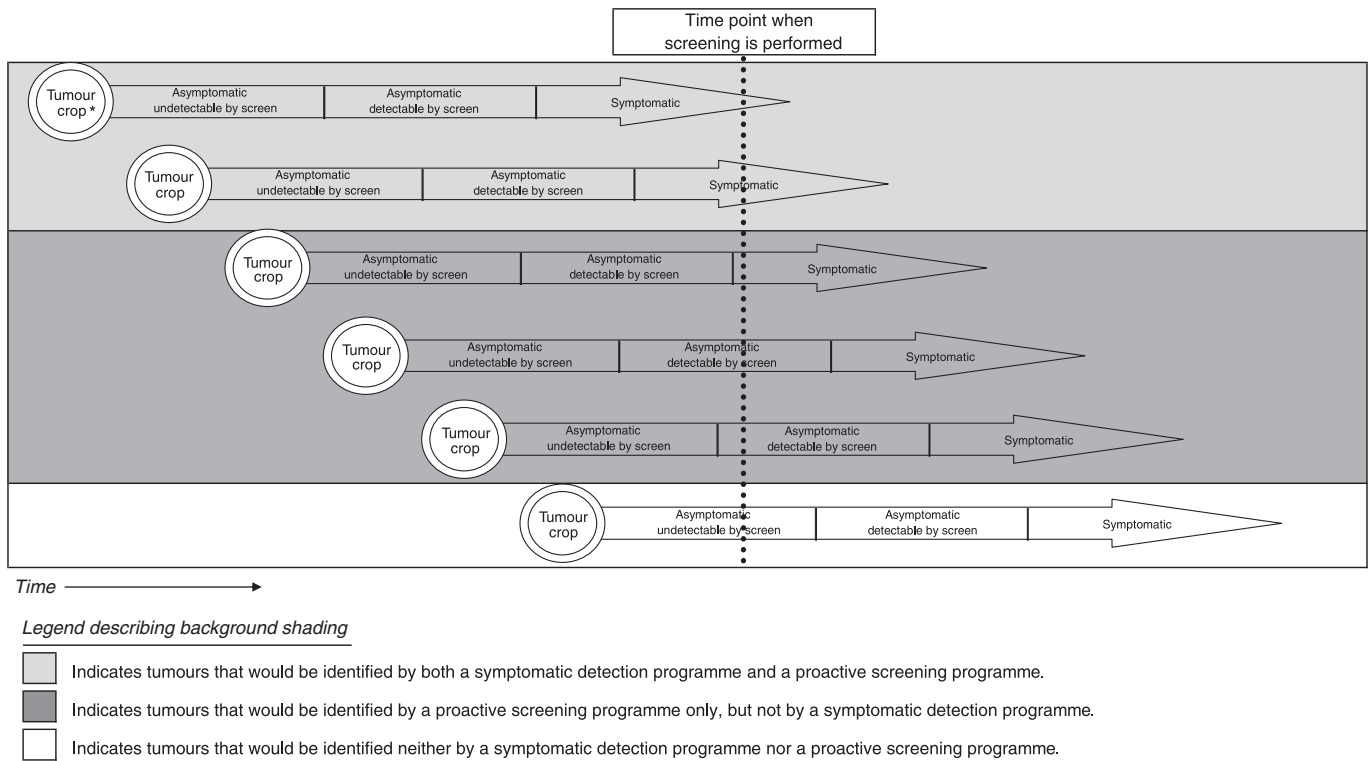 Time point when
screening is performed
Tumour
crop *
Asymptomatic
undetectable by screen
Asymptomatic
detectable by screen
Symptomatic
Tumour
crop
Asymptomatic
undetectable by screen
Asymptomatic
detectable by screen
Symptomatic
Tumour
crop
Asymptomatic
undetectable by screen
Asymptomatic
detectable by screen
Symptomatic
Tumour
crop
Asymptomatic
undetectable by screen
Asymptomatic
detectable by screen
Symptomatic
Tumour
crop
Asymptomatic
undetectable by screen
Asymptomatic
detectable by screen
Symptomatic
Tumour
crop
Asymptomatic
undetectable by screen
Asymptomatic
detectable by screen
Symptomatic
Time
Legend describing background shading
Indicates tumours that would be identified by both a symptomatic detection programme and a proactive screening programme.
Indicates tumours that would be identified by a proactive screening programme only, but not by a symptomatic detection programme.
Indicates tumours that would be identified neither by a symptomatic detection programme nor a proactive screening programme.